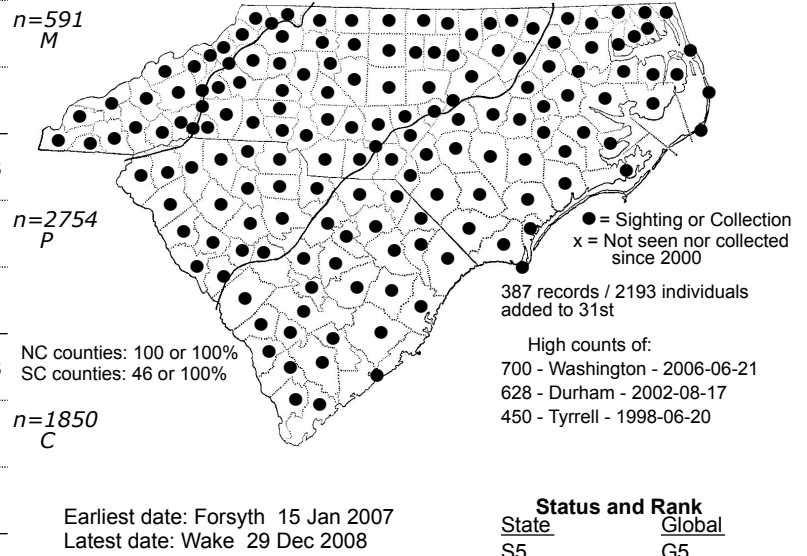 n=591
M
n=2754
P
● = Sighting or Collection
x = Not seen nor collected
since 2000
387 records / 2193 individuals
added to 31st
NC counties: 100 or 100%
SC counties: 46 or 100%
High counts of:
700 - Washington - 2006-06-21
628 - Durham - 2002-08-17
450 - Tyrrell - 1998-06-20
n=1850
C
Earliest date: Forsyth 15 Jan 2007
Latest date: Wake 29 Dec 2008
Status and Rank
State Global
S5 G5